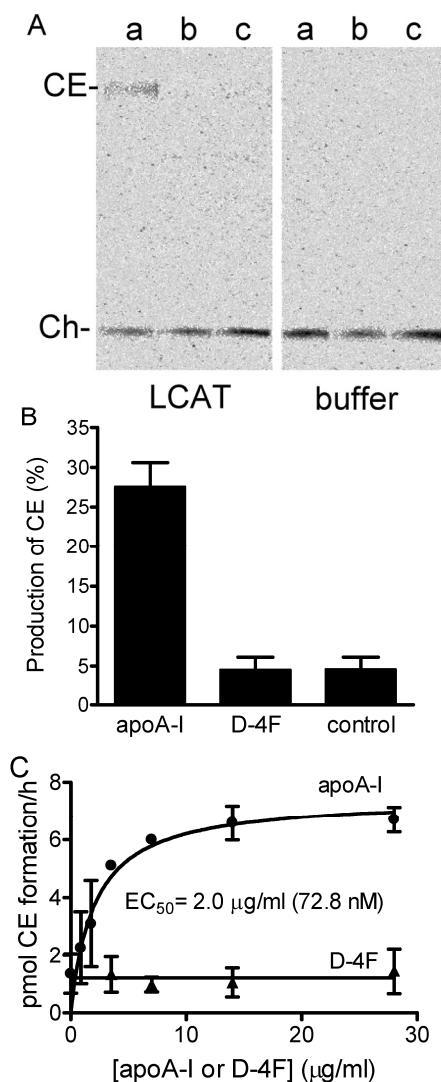 A
a b c a b c
CE-
Ch-
LCAT buffer
B
35
30
25
20
15
10
5
0
Production of CE (%)
apoA-I D-4F control
C
8
6
4
2
0
pmol CE formation/h
apoA-I
EC50= 2.0 μg/ml (72.8 nM)
D-4F
0 10 20 30
[apoA-I or D-4F] (μg/ml)